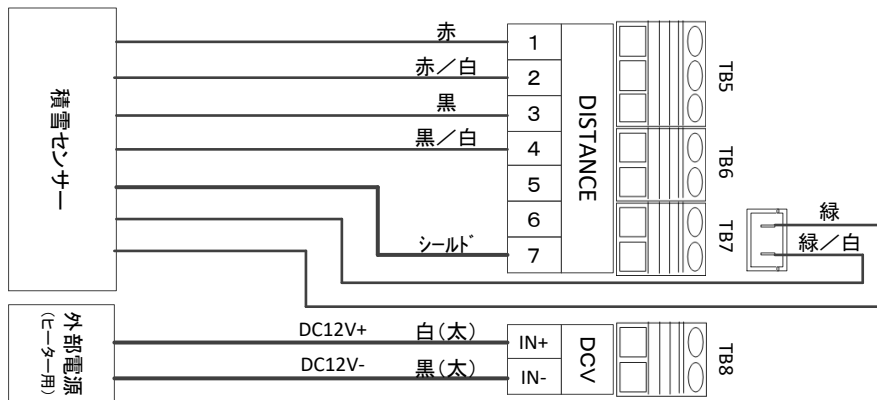 積雪センサー
赤
赤／白
黒
黒／白
シールド
1
2
3
4
5
6
7
DISTANCE
TB5
TB6
TB7
緑
緑／白
外部電源
(ヒーター用)
DC12V+ 白(太)
DC12V- 黒(太)
IN+
IN-
DCV
TB8